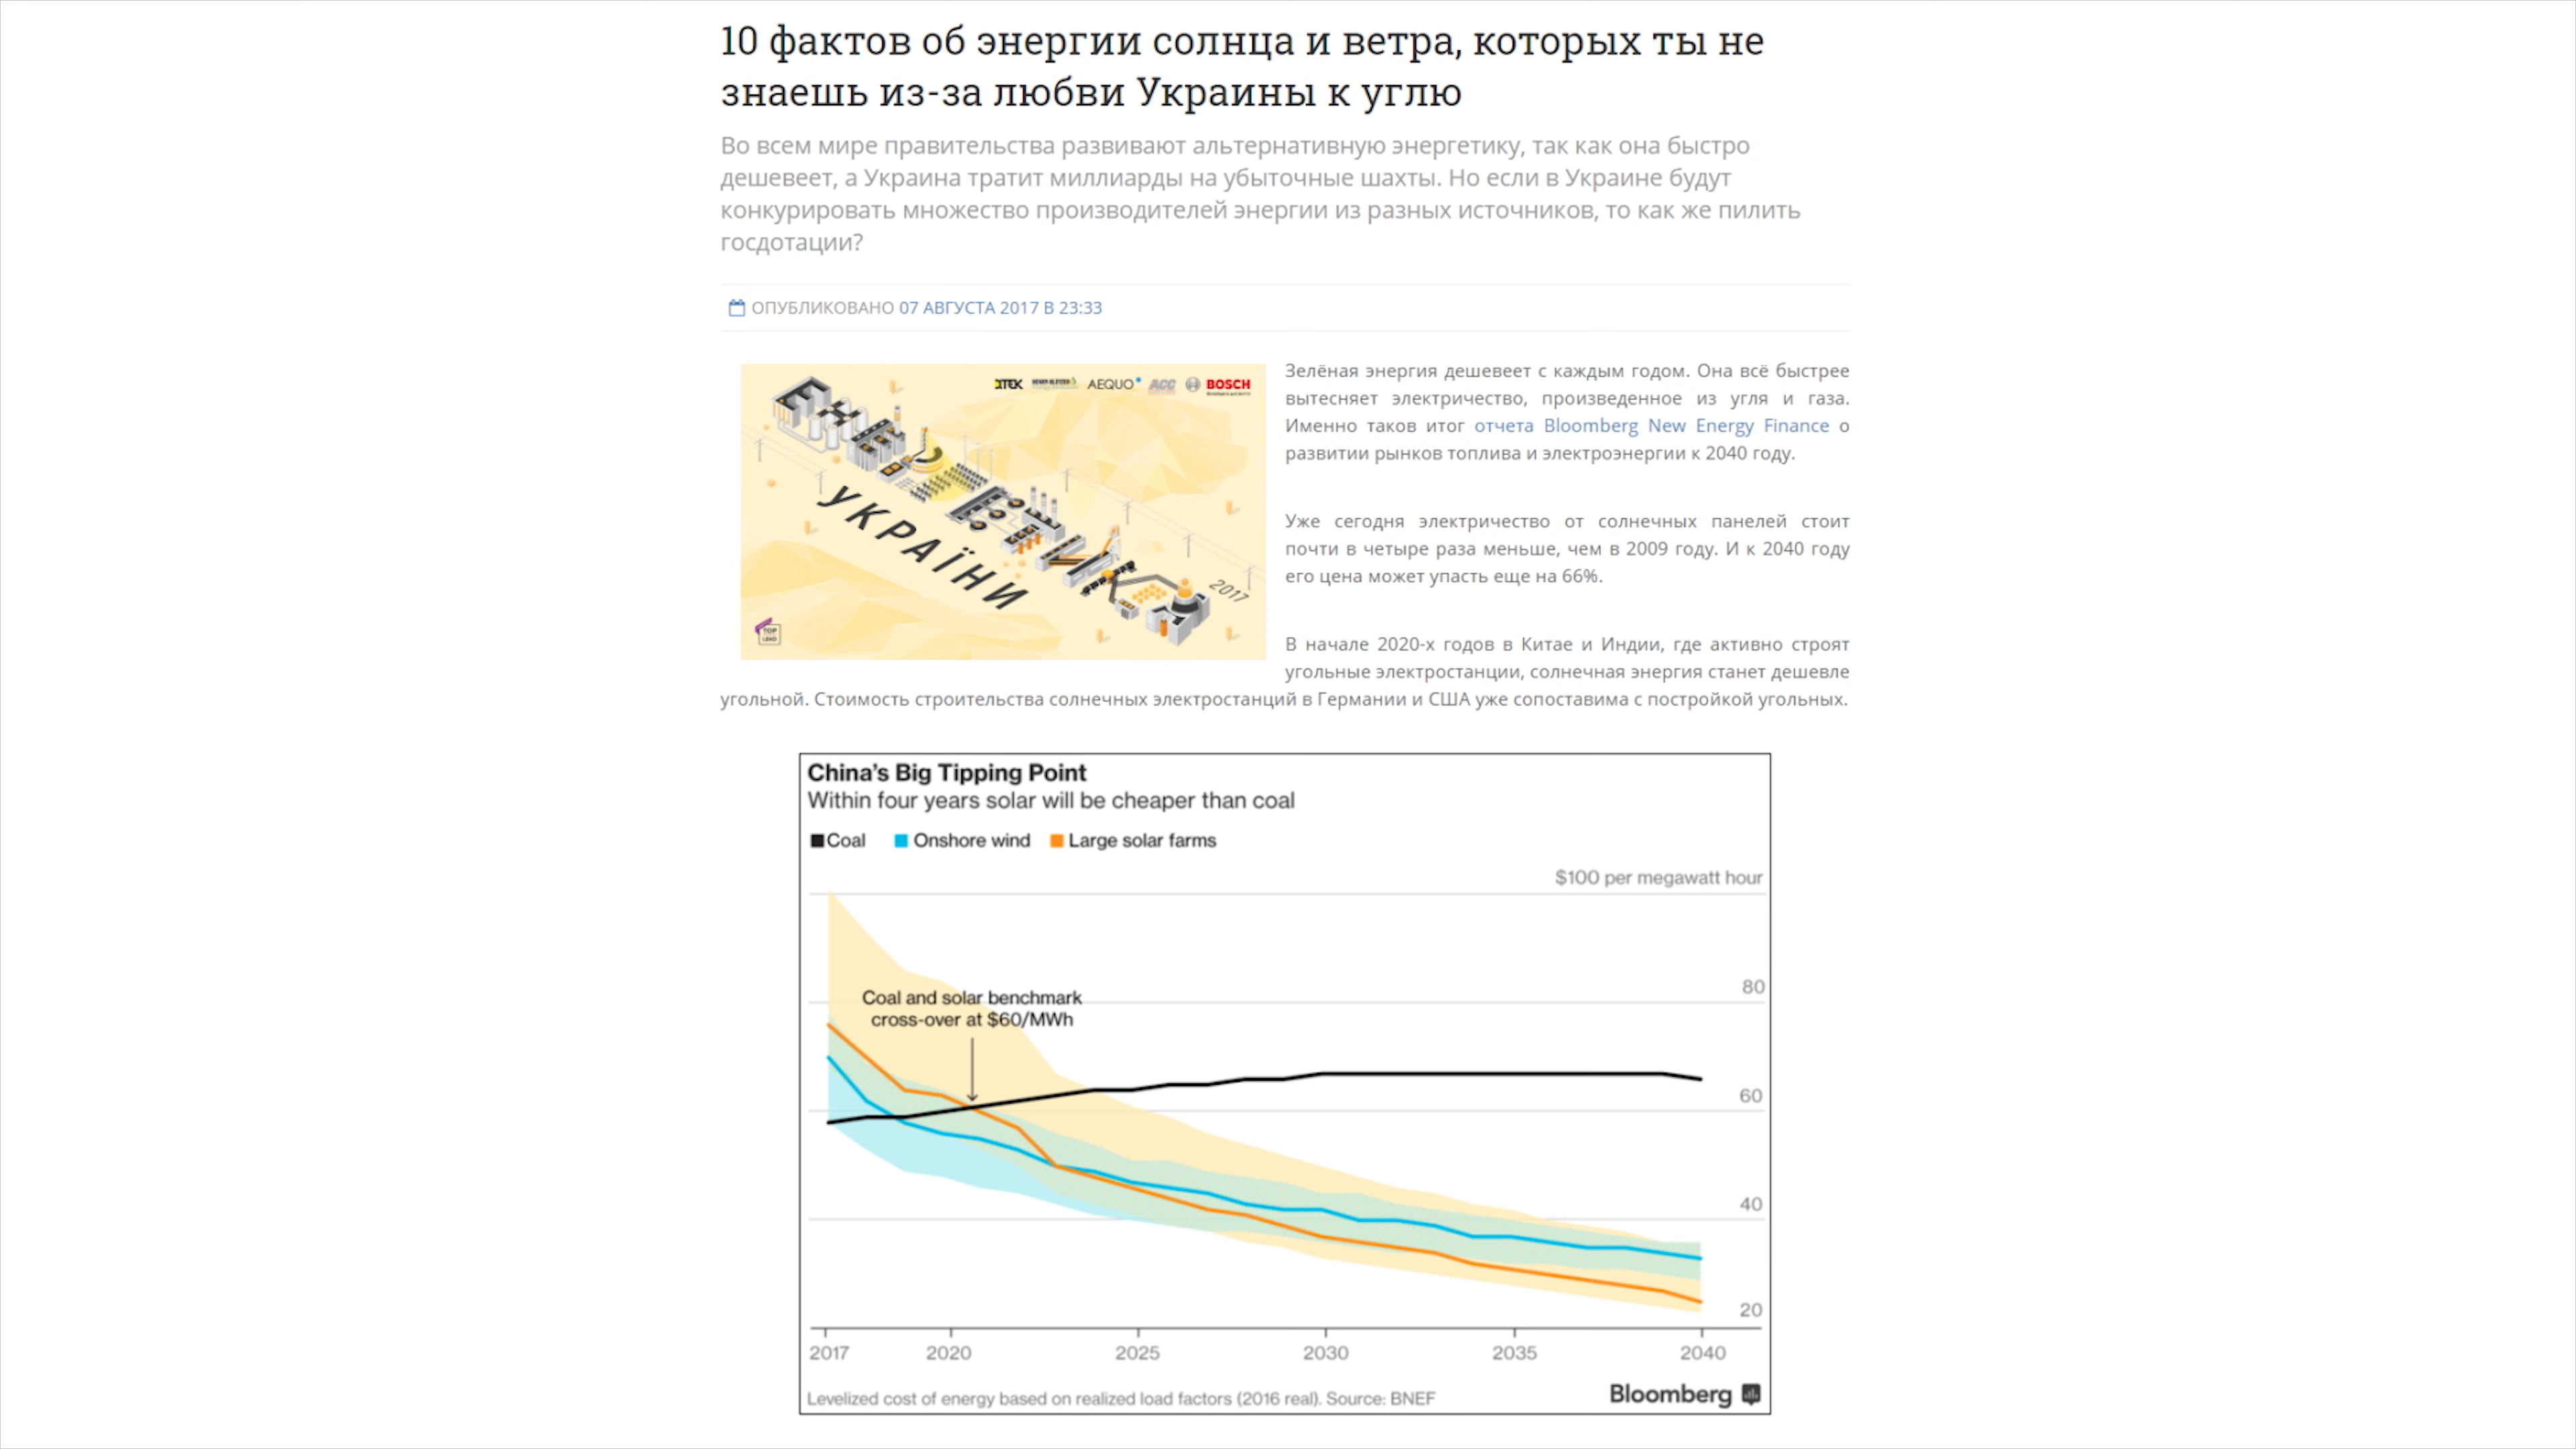 10 фактов об энергии солнца и ветра, которых ты не
знаешь из-за любви Украины к углю
Во всем мире правительства развивают альтернативную энергетику, так как она быстро
дешевеет, а Украина тратит миллиарды на убыточные шахты. Но если в Украине будут
конкурировать множество производителей энергии из разных источников, то как же пилить
госдотации?
ОПУБЛИКОВАНО 07 АВГУСТА 2017 В 23:33
AEQUO ACC BOSCH
УКРАЇНИ
2017
TOP
LEAD
Зелёная энергия дешевеет с каждым годом. Она всё быстрее
вытесняет электричество, произведенное из угля и газа.
Именно таков итог отчета Bloomberg New Energy Finance о
развитии рынков топлива и электроэнергии к 2040 году.
Уже сегодня электричество от солнечных панелей стоит
почти в четыре раза меньше, чем в 2009 году. И к 2040 году
его цена может упасть еще на 66%.
В начале 2020-х годов в Китае и Индии, где активно строят
угольные электростанции, солнечная энергия станет дешевле
угольной. Стоимость строительства солнечных электростанций в Германии и США уже сопоставима с постройкой угольных.
China's Big Tipping Point
Within four years solar will be cheaper than coal
Coal Onshore wind Large solar farms
$100 per megawatt hour
80
Coal and solar benchmark
cross-over at $60/MWh
60
40
20
2017 2020 2025 2030 2035 2040
Levelized cost of energy based on realized load factors (2016 real). Source: BNEF
Bloomberg